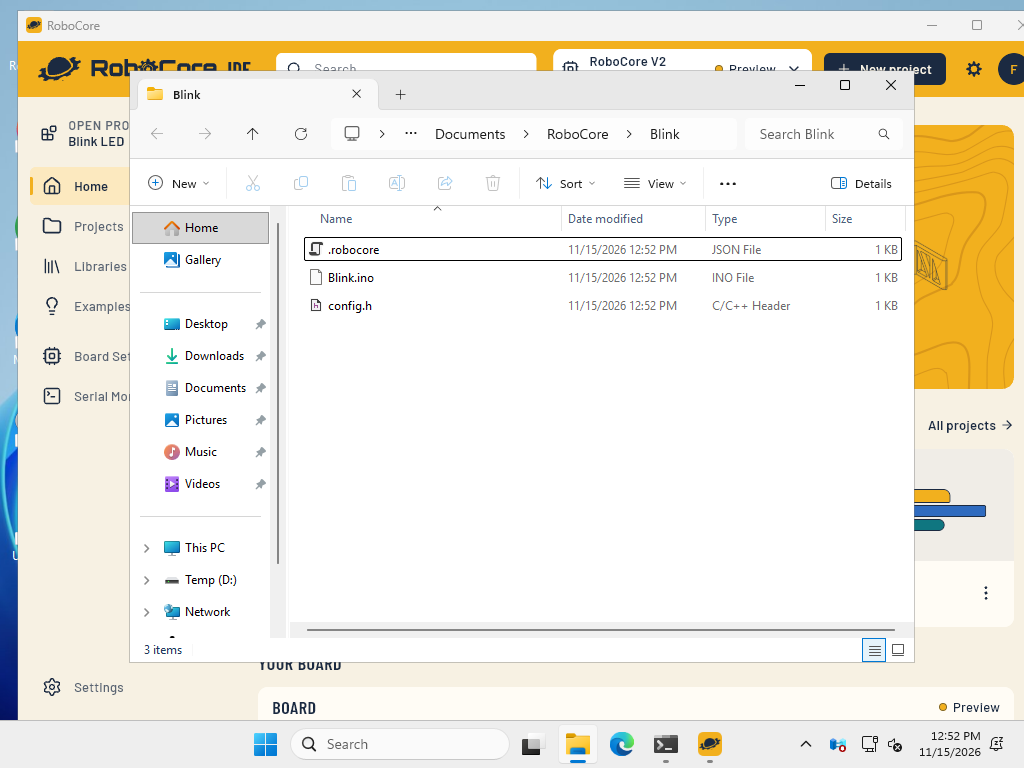 RoboCore
RoboCore IDE
Search
RoboCore V2
Preview
New project
F
OPEN PRO
Blink LED
Home
Projects
Libraries
Examples
Board Set
Serial Mo
Settings
Blink
Documents
RoboCore
Blink
Search Blink
New
Sort
View
Details
Home
Gallery
Desktop
Downloads
Documents
Pictures
Music
Videos
This PC
Temp (D:)
Network
Name Date modified Type Size
.robocore 11/15/2026 12:52 PM JSON File 1 KB
Blink.ino 11/15/2026 12:52 PM INO File 1 KB
config.h 11/15/2026 12:52 PM C/C++ Header 1 KB
3 items
All projects
YOUR BOARD
BOARD
Preview
Search
12:52 PM
11/15/2026